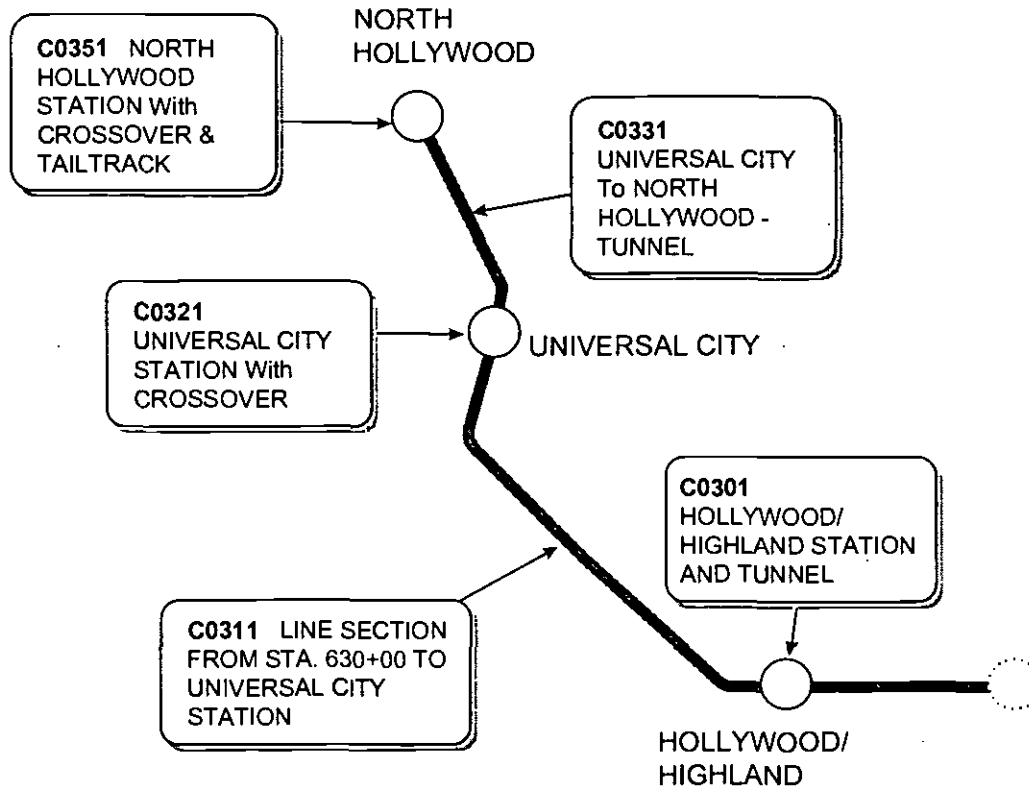 NORTH
HOLLYWOOD
C0351 NORTH
HOLLYWOOD
STATION With
CROSSOVER &
TAILTRACK
C0331
UNIVERSAL CITY
To NORTH
HOLLYWOOD -
TUNNEL
C0321
UNIVERSAL CITY
STATION With
CROSSOVER
UNIVERSAL CITY
C0301
HOLLYWOOD/
HIGHLAND STATION
AND TUNNEL
C0311 LINE SECTION
FROM STA. 630+00 TO
UNIVERSAL CITY
STATION
HOLLYWOOD/
HIGHLAND